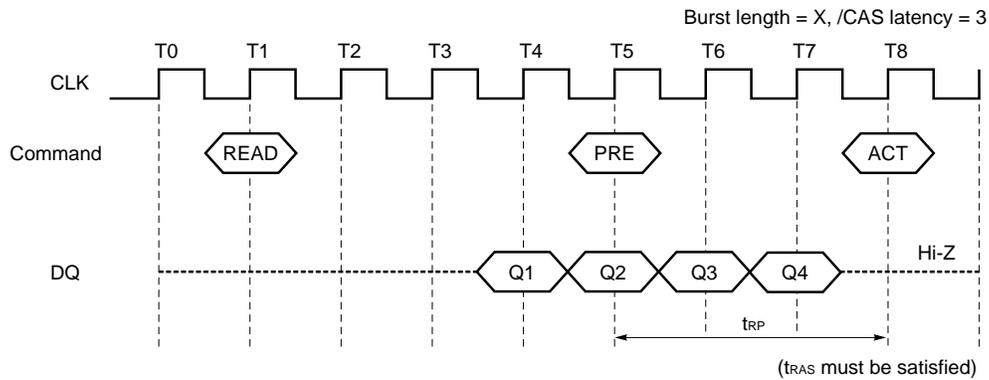 Burst length = X, /CAS latency = 3
T0 T1 T2 T3 T4 T5 T6 T7 T8
CLK
Command READ PRE ACT
Hi-Z
DQ Q1 Q2 Q3 Q4
tRP
(tRAS must be satisfied)